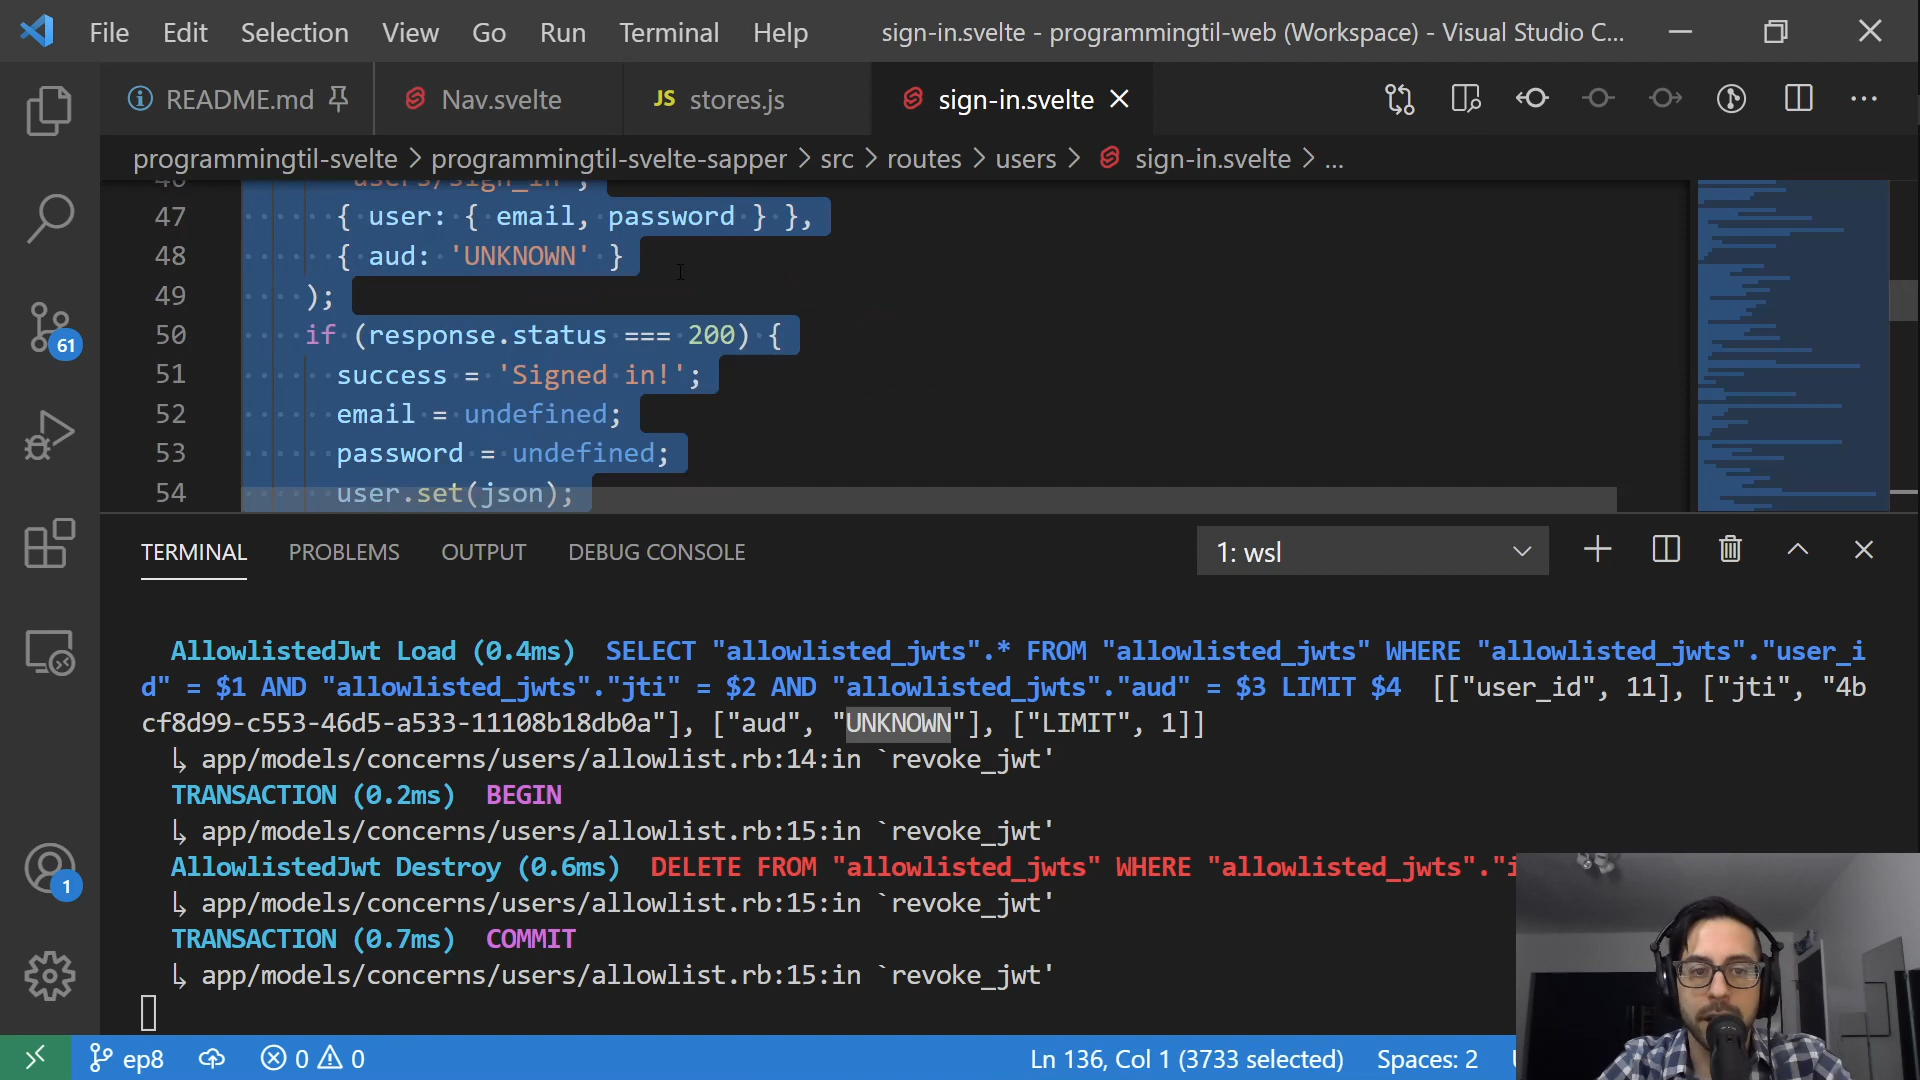 File Edit Selection View Go Run Terminal Help sign-in.svelte - programmingtil-web (Workspace) - Visual Studio C...
README.md Nav.svelte JS stores.js sign-in.svelte
programmingtil-svelte > programmingtil-svelte-sapper > src > routes > users > sign-in.svelte > ...
46 'users/sign_in',
47 { user: { email, password } },
48 { aud: 'UNKNOWN' }
49 );
50 if (response.status === 200) {
51 success = 'Signed in!';
52 email = undefined;
53 password = undefined;
54 user.set(json);
61
TERMINAL PROBLEMS OUTPUT DEBUG CONSOLE 1: wsl
AllowlistedJwt Load (0.4ms) SELECT "allowlisted_jwts".* FROM "allowlisted_jwts" WHERE "allowlisted_jwts"."user_i
d" = $1 AND "allowlisted_jwts"."jti" = $2 AND "allowlisted_jwts"."aud" = $3 LIMIT $4 [["user_id", 11], ["jti", "4b
cf8d99-c553-46d5-a533-11108b18db0a"], ["aud", "UNKNOWN"], ["LIMIT", 1]]
↳ app/models/concerns/users/allowlist.rb:14:in `revoke_jwt'
TRANSACTION (0.2ms) BEGIN
↳ app/models/concerns/users/allowlist.rb:15:in `revoke_jwt'
AllowlistedJwt Destroy (0.6ms) DELETE FROM "allowlisted_jwts" WHERE "allowlisted_jwts"."i
↳ app/models/concerns/users/allowlist.rb:15:in `revoke_jwt'
TRANSACTION (0.7ms) COMMIT
↳ app/models/concerns/users/allowlist.rb:15:in `revoke_jwt'
1
ep8 0 0 Ln 136, Col 1 (3733 selected) Spaces: 2